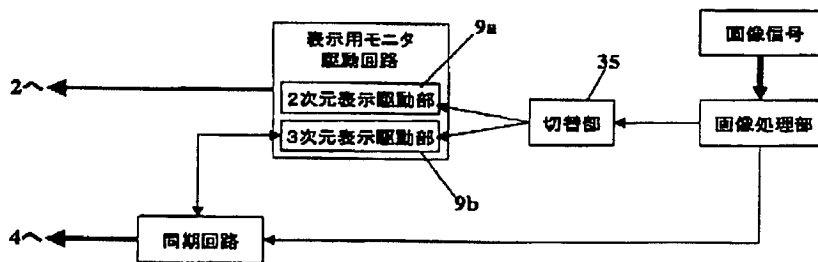 表示用モニタ
駆動回路
9a
画像信号
35
2へ
2次元表示駆動部
3次元表示駆動部
切替部
画像処理部
9b
4へ
同期回路